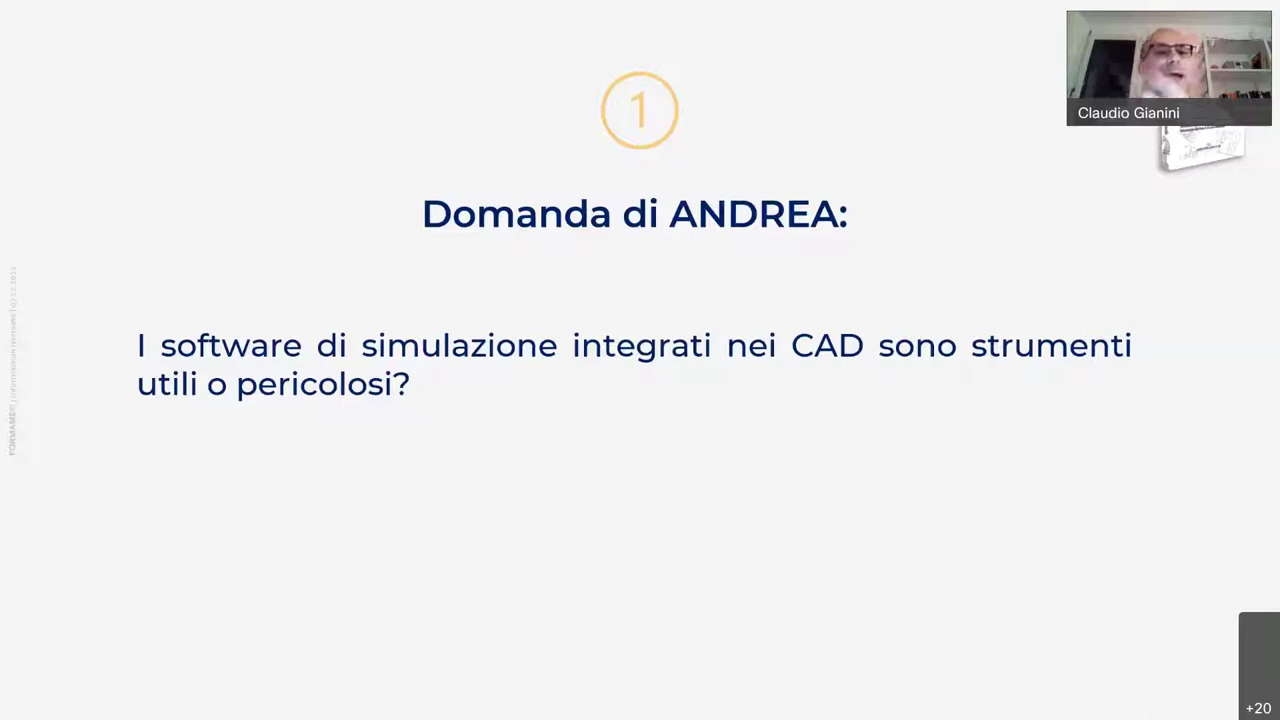 1
Claudio Gianini
Domanda di ANDREA:
I software di simulazione integrati nei CAD sono strumenti
utili o pericolosi?
+20